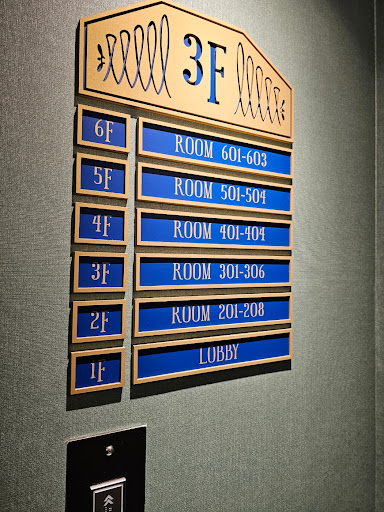 3F
6F ROOM 601-603
5F ROOM 501-504
4F ROOM 401-404
3F ROOM 301-306
2F ROOM 201-208
1F LOBBY